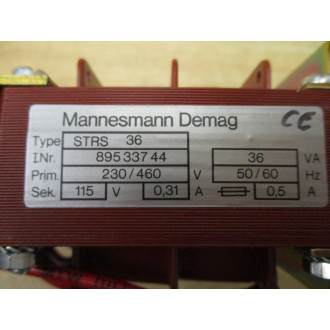 Mannesmann Demag CE
Type STRS 36
I.Nr. 895 337 44 36 VA
Prim. 230/460 V 50/60 Hz
Sek. 115 V 0,31 A 0,5 A